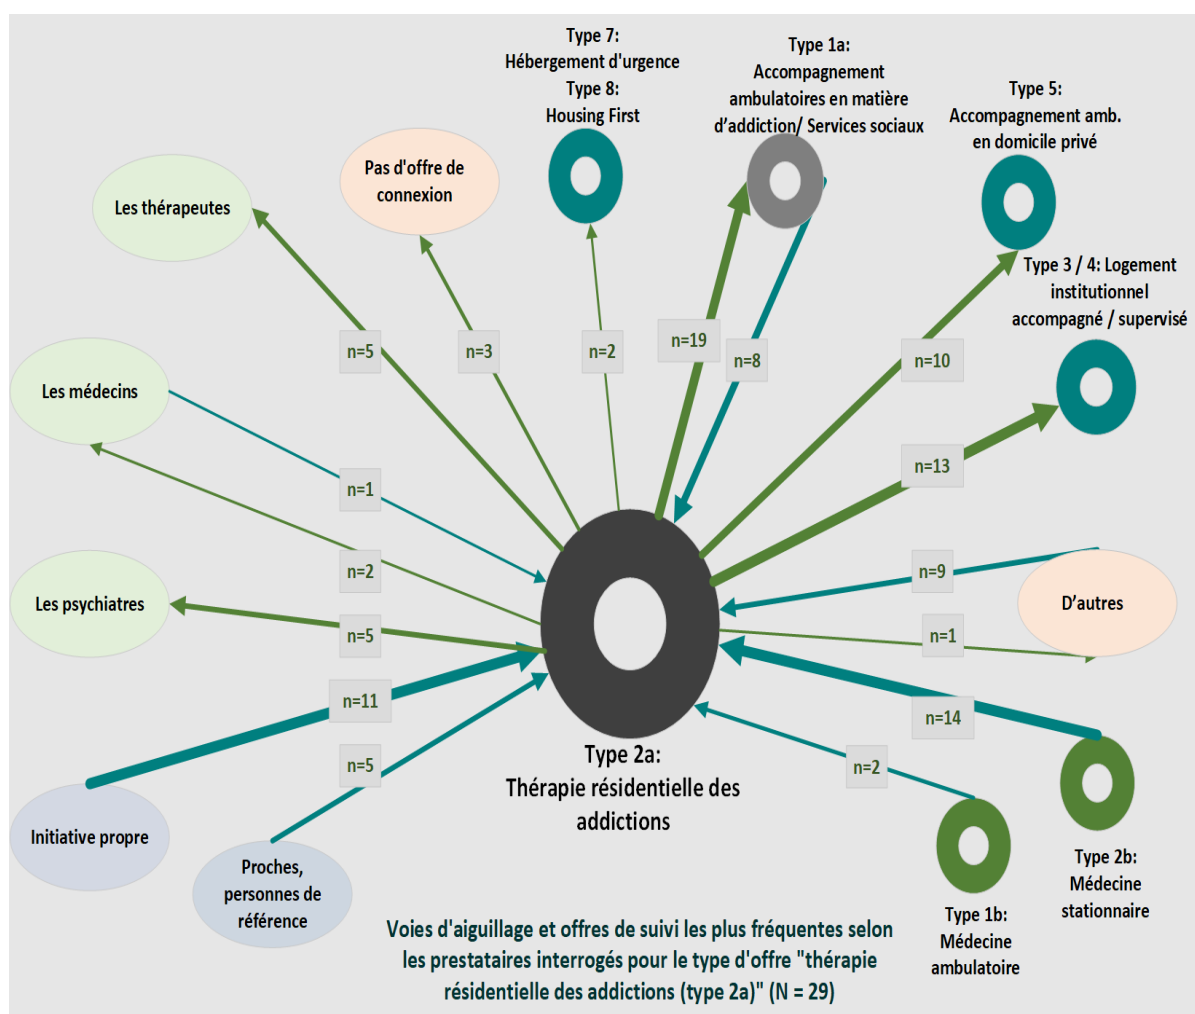 Type 7:
Hébergement d'urgence
Type 8:
Housing First
Type 1a:
Accompagnement
ambulatoires en matière
d’addiction/ Services sociaux
Type 5:
Accompagnement amb.
en domicile privé
Pas d'offre de
connexion
Les thérapeutes
Type 3 / 4: Logement
institutionnel
accompagné / supervisé
n=5
n=3
n=2
n=19
n=8
n=10
Les médecins
n=13
n=1
n=2
n=9
Les psychiatres
D’autres
n=5
n=1
n=11
n=14
n=5
n=2
Type 2a:
Thérapie résidentielle des
addictions
Initiative propre
Proches,
personnes de
référence
Type 2b:
Médecine
stationnaire
Type 1b:
Médecine
ambulatoire
Voies d'aiguillage et offres de suivi les plus fréquentes selon
les prestataires interrogés pour le type d'offre "thérapie
résidentielle des addictions (type 2a)" (N = 29)